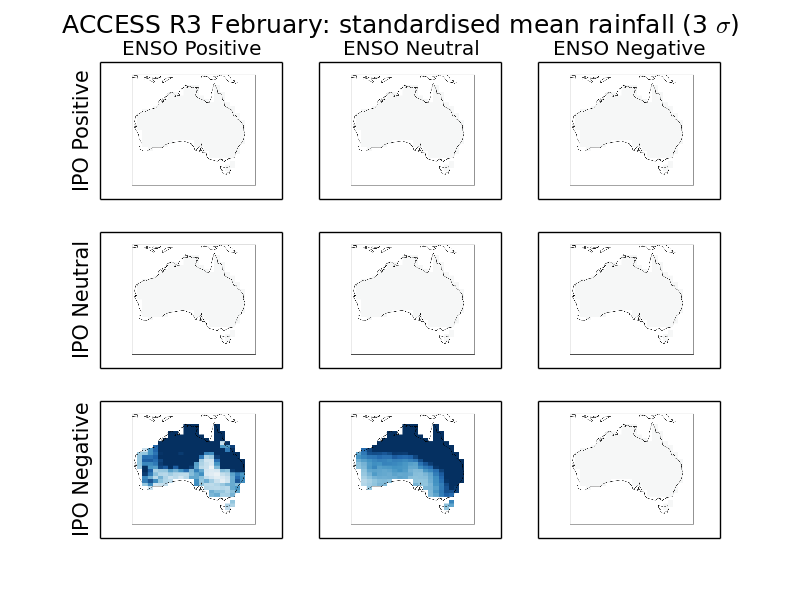 ACCESS R3 February: standardised mean rainfall (3 σ)
ENSO Positive
ENSO Neutral
ENSO Negative
IPO Positive
IPO Neutral
IPO Negative